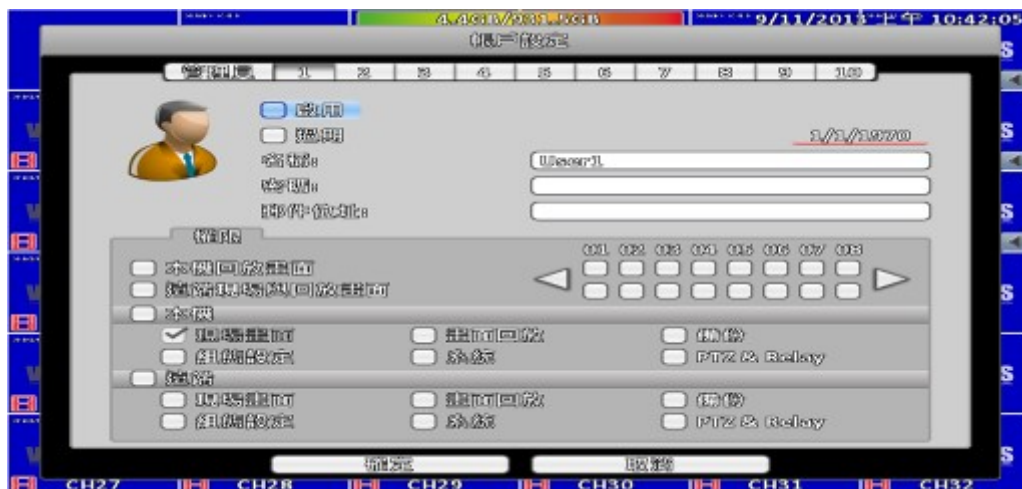 4.4GB/931.5GB
9/11/2013 上午 10:42:05
帳戶設定
管理員 1 2 3 4 5 6 7 8 9 10
啟用
1/1/1970
名稱: User1
密碼:
郵件位址:
權限
01 02 03 04 05 06 07 08
本機回放畫面
遠端現場與回放畫面
本機
現場畫面 畫面回放 備份
組態設定 系統 PTZ & Relay
遠端
現場畫面 畫面回放 備份
組態設定 系統 PTZ & Relay
確定 取消
CH27 CH28 CH29 CH30 CH31 CH32